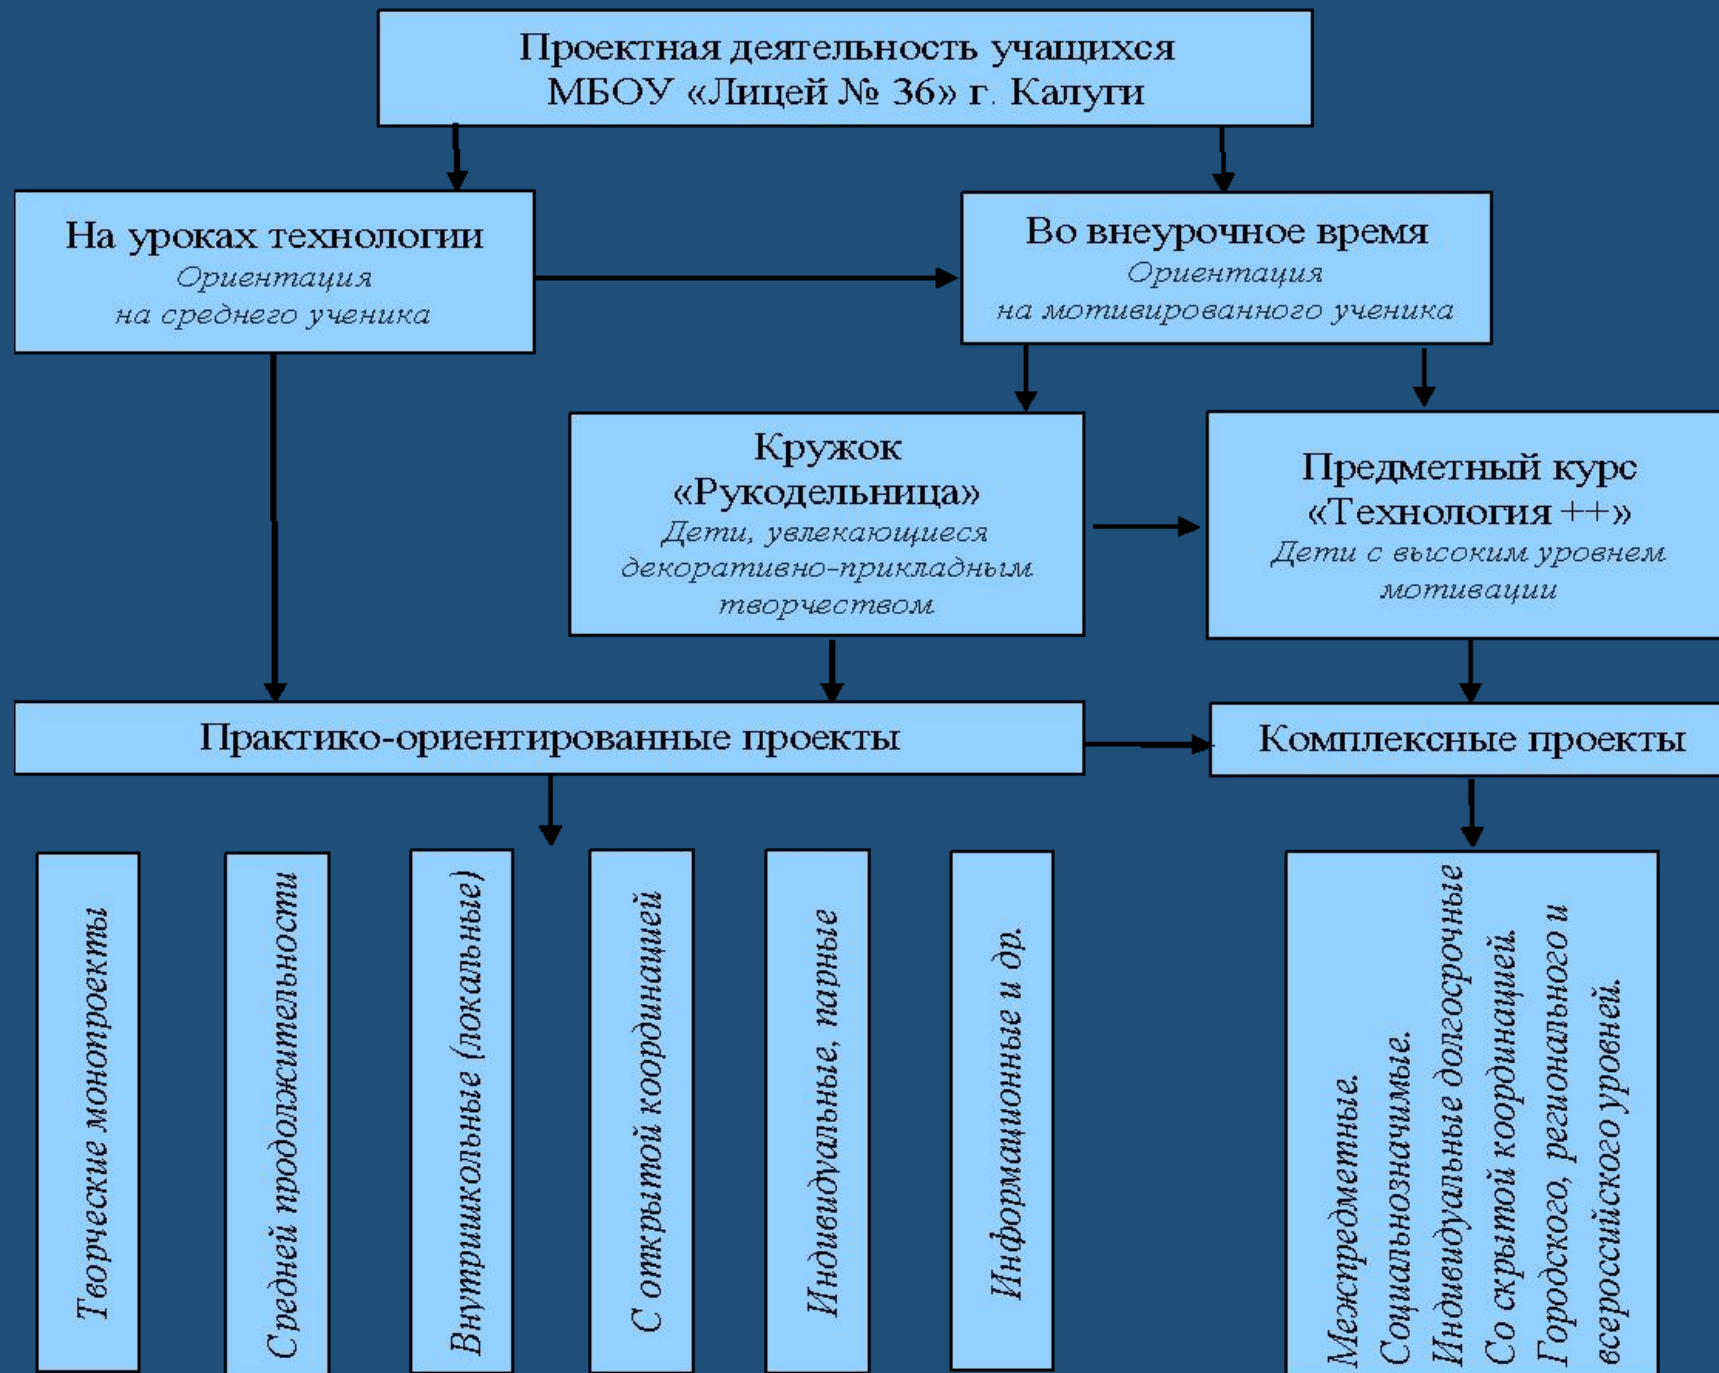 Проектная деятельность учащихся
МБОУ «Лицей № 36» г. Калуги
На уроках технологии
Ориентация
на среднего ученика
Во внеурочное время
Ориентация
на мотивированного ученика
Кружок
«Рукодельница»
Дети, увлекающиеся
декоративно-прикладным
творчеством
Предметный курс
«Технология ++»
Дети с высоким уровнем
мотивации
Практико-ориентированные проекты
Комплексные проекты
Творческие монопроекты
Средней продолжительности
Внутришкольные (локальные)
С открытой координацией
Индивидуальные, парные
Информационные и др.
Межпредметные.
Социальнозначимые.
Индивидуальные долгосрочные
Со скрытой координацией.
Городского, регионального и
всероссийского уровней.